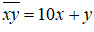 $\overline{xy} = 10x + y$